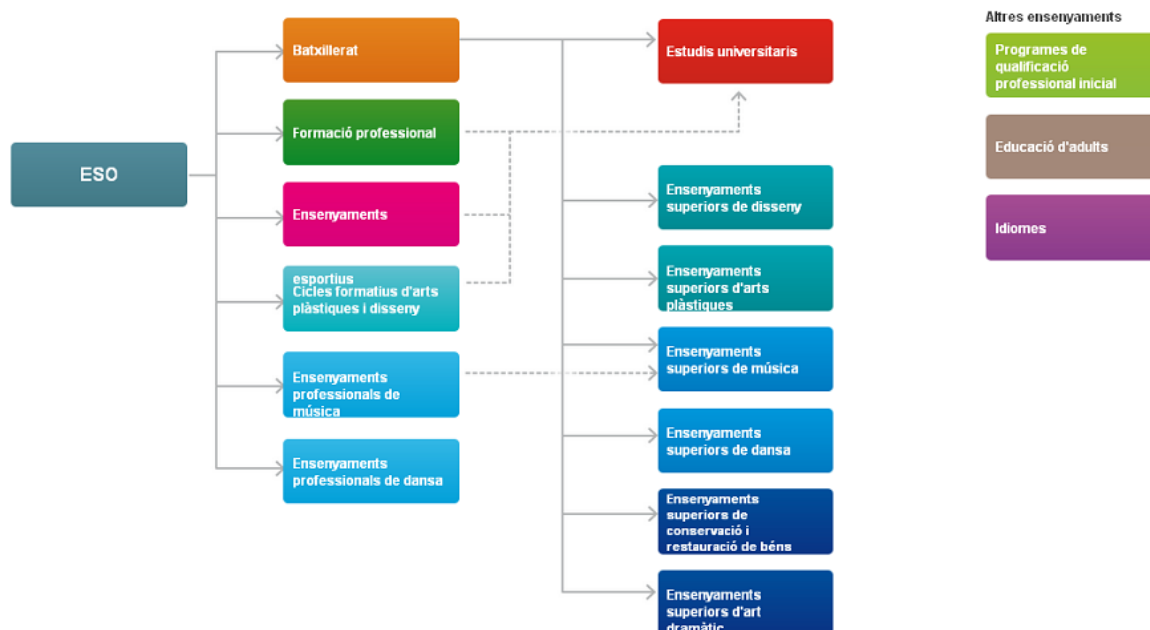 ESO
Batxillerat
Formació professional
Ensenyaments
esportius
Cicles formatius d'arts
plàstiques i disseny
Ensenyaments
professionals de
música
Ensenyaments
professionals de dansa
Estudis universitaris
Ensenyaments
superiors de disseny
Ensenyaments
superiors d'arts
plàstiques
Ensenyaments
superiors de música
Ensenyaments
superiors de dansa
Ensenyaments
superiors de
conservació i
restauració de béns
Ensenyaments
superiors d'art
dramàtic
Altres ensenyaments
Programes de
qualificació
professional inicial
Educació d'adults
Idiomes